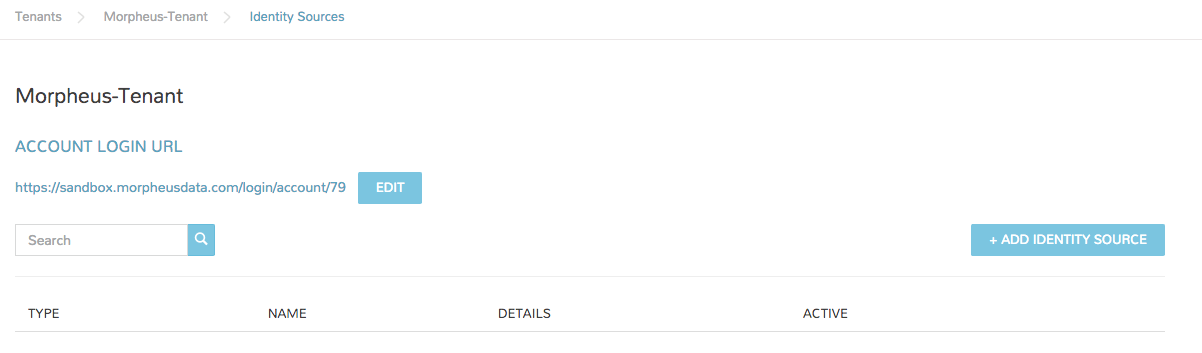 Tenants Morpheus-Tenant Identity Sources
Morpheus-Tenant
ACCOUNT LOGIN URL
https://sandbox.morpheusdata.com/login/account/79 EDIT
Search + ADD IDENTITY SOURCE
TYPE NAME DETAILS ACTIVE